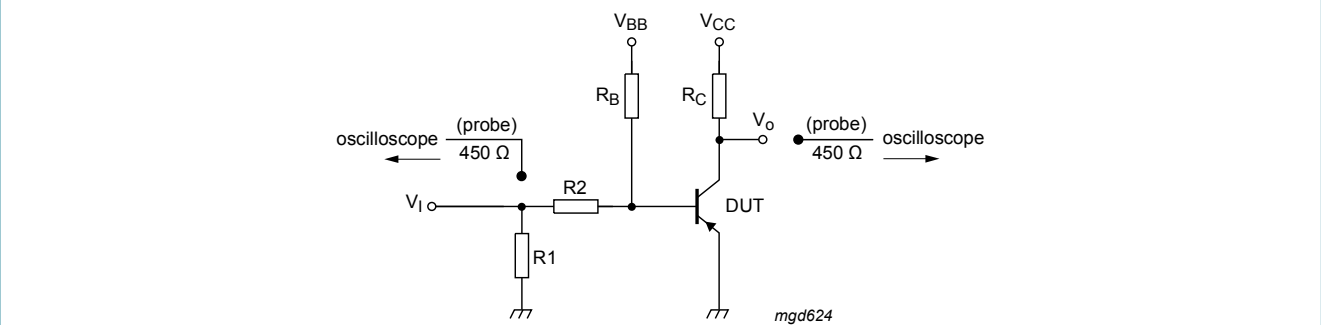 VBB
VCC
RB
RC
Vo
(probe)
450 Ω
oscilloscope
(probe)
450 Ω
oscilloscope
VI
R2
DUT
R1
mgd624